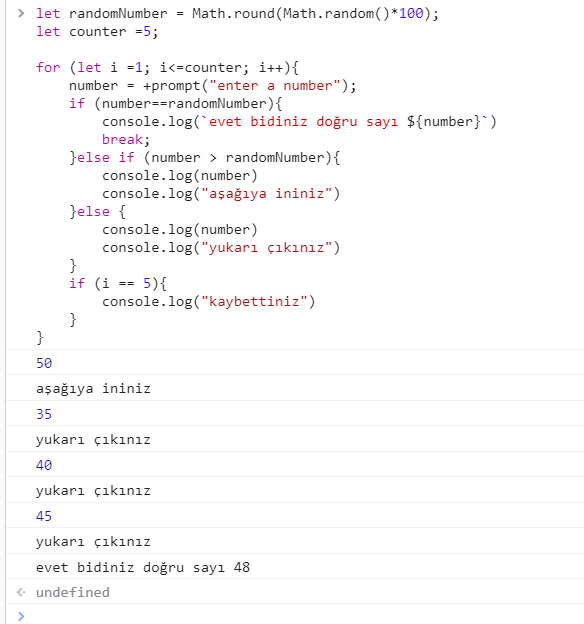 let randomNumber = Math.round(Math.random()*100);
let counter =5;
for (let i =1; i<=counter; i++){
number = +prompt("enter a number");
if (number==randomNumber){
console.log(`evet bidiniz doğru sayı ${number}`)
break;
}else if (number > randomNumber){
console.log(number)
console.log("aşağıya ininiz")
}else {
console.log(number)
console.log("yukarı çıkınız")
}
if (i == 5){
console.log("kaybettiniz")
}
}
50
aşağıya ininiz
35
yukarı çıkınız
40
yukarı çıkınız
45
yukarı çıkınız
evet bidiniz doğru sayı 48
undefined